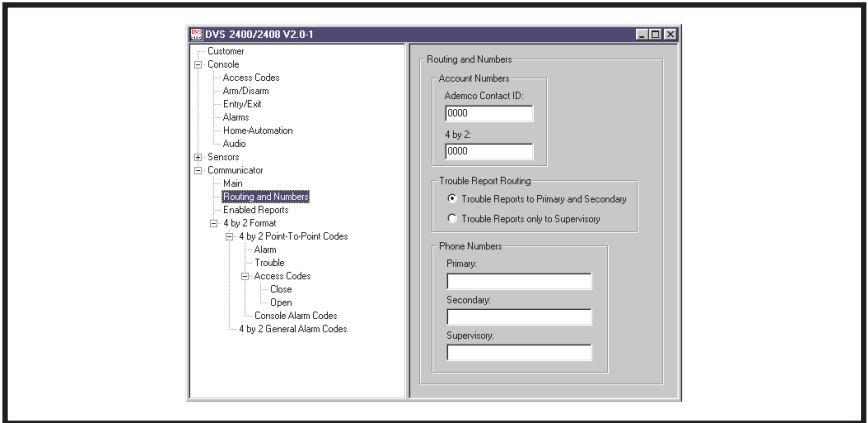 DVS 2400/2408 V2.0-1
Customer
Console
Access Codes
Arm/Disarm
Entry/Exit
Alarms
Home-Automation
Audio
Sensors
Communicator
Main
Routing and Numbers
Enabled Reports
4 by 2 Format
4 by 2 Point-To-Point Codes
Alarm
Trouble
Access Codes
Close
Open
Console Alarm Codes
4 by 2 General Alarm Codes
Routing and Numbers
Account Numbers
Ademco Contact ID:
0000
4 by 2:
0000
Trouble Report Routing
Trouble Reports to Primary and Secondary
Trouble Reports only to Supervisory
Phone Numbers
Primary:
Secondary:
Supervisory: